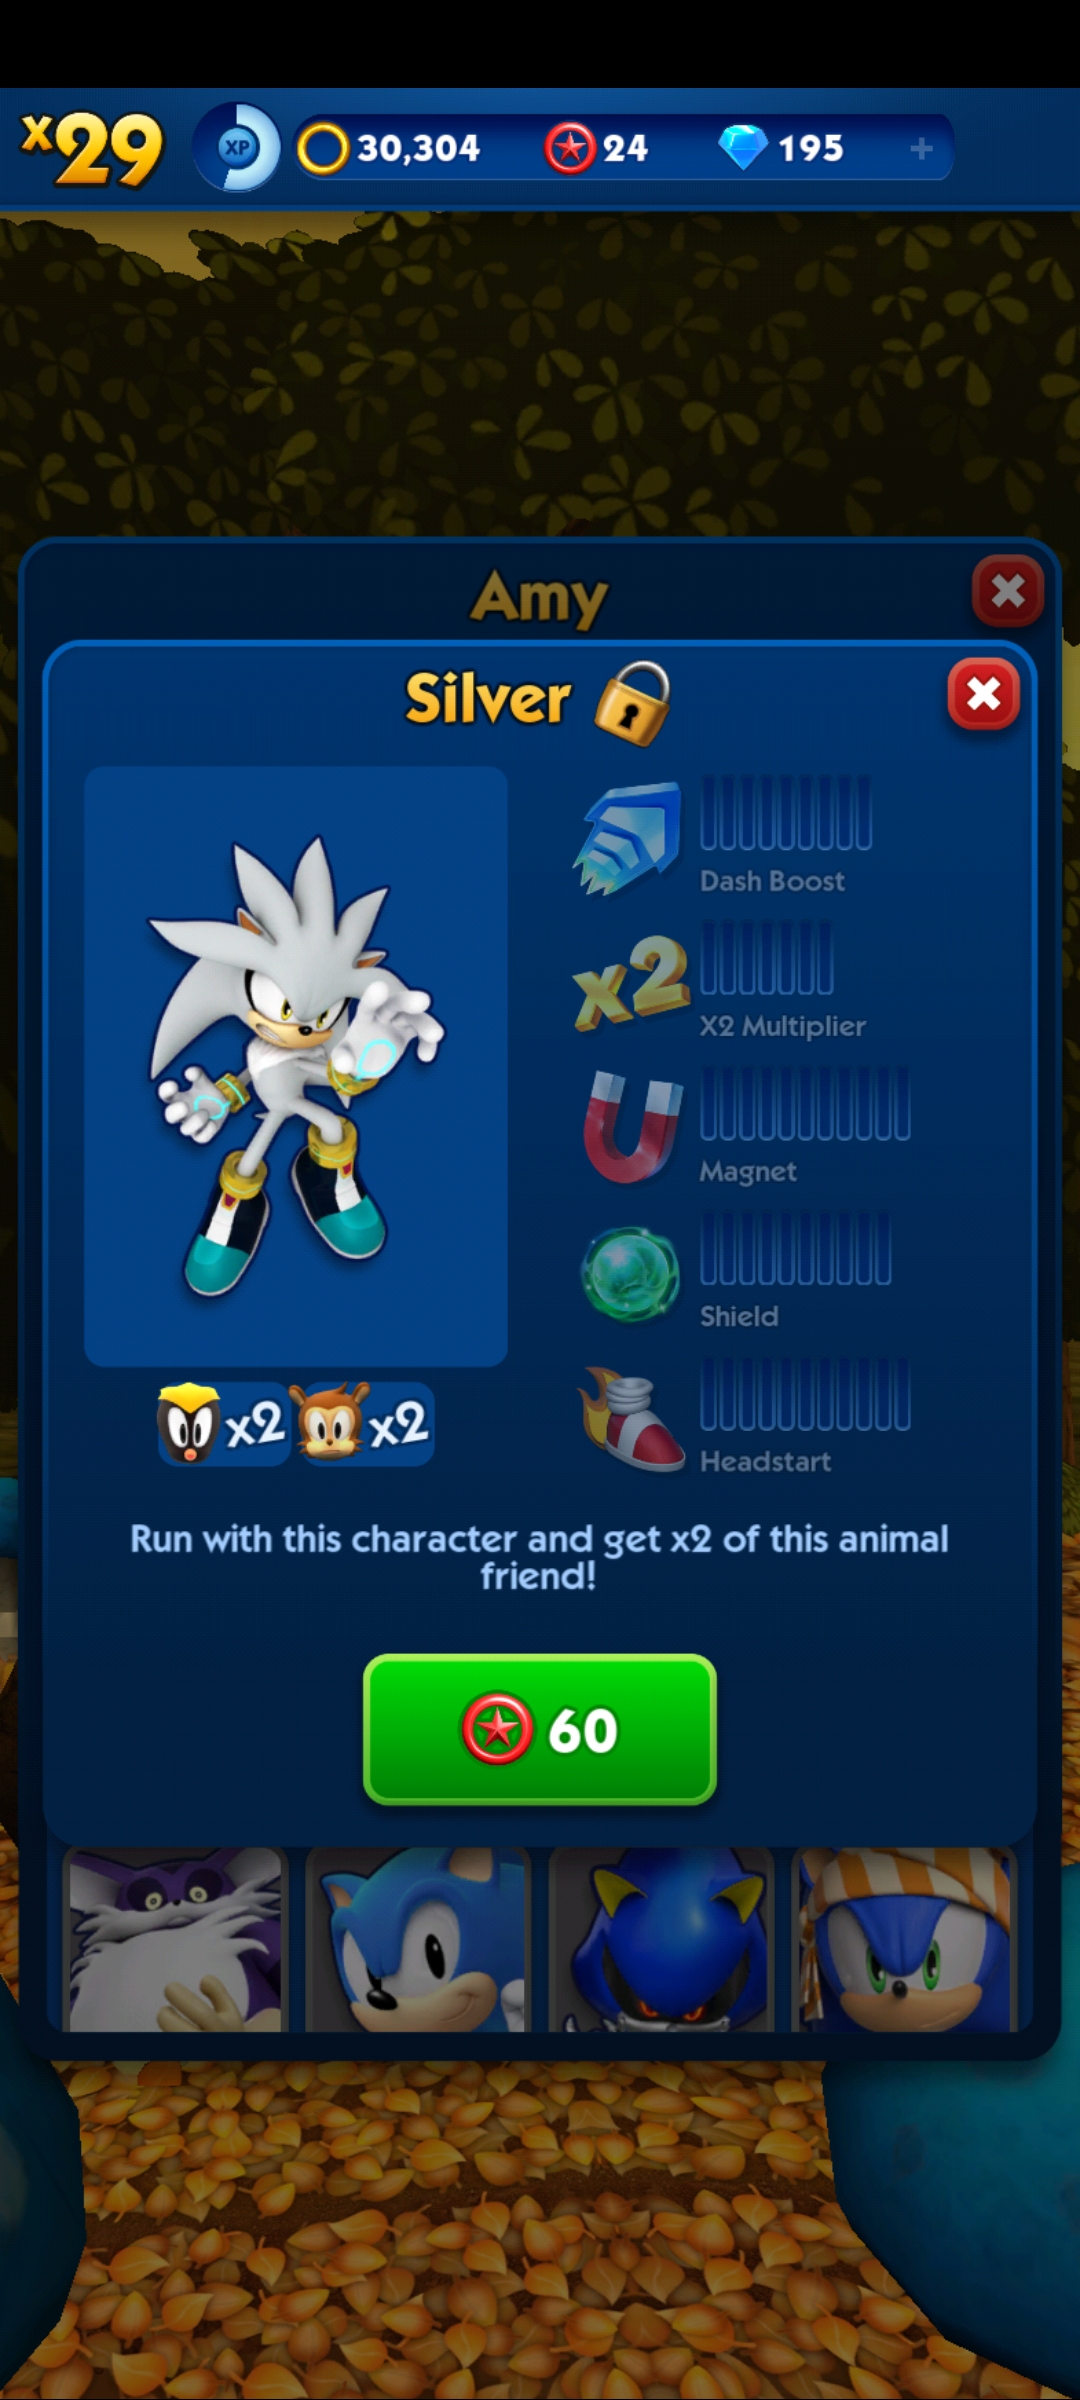 x29
XP
30,304
24
195
+
Amy
Silver
Dash Boost
x2
X2 Multiplier
Magnet
Shield
Headstart
x2
x2
Run with this character and get x2 of this animal
friend!
60